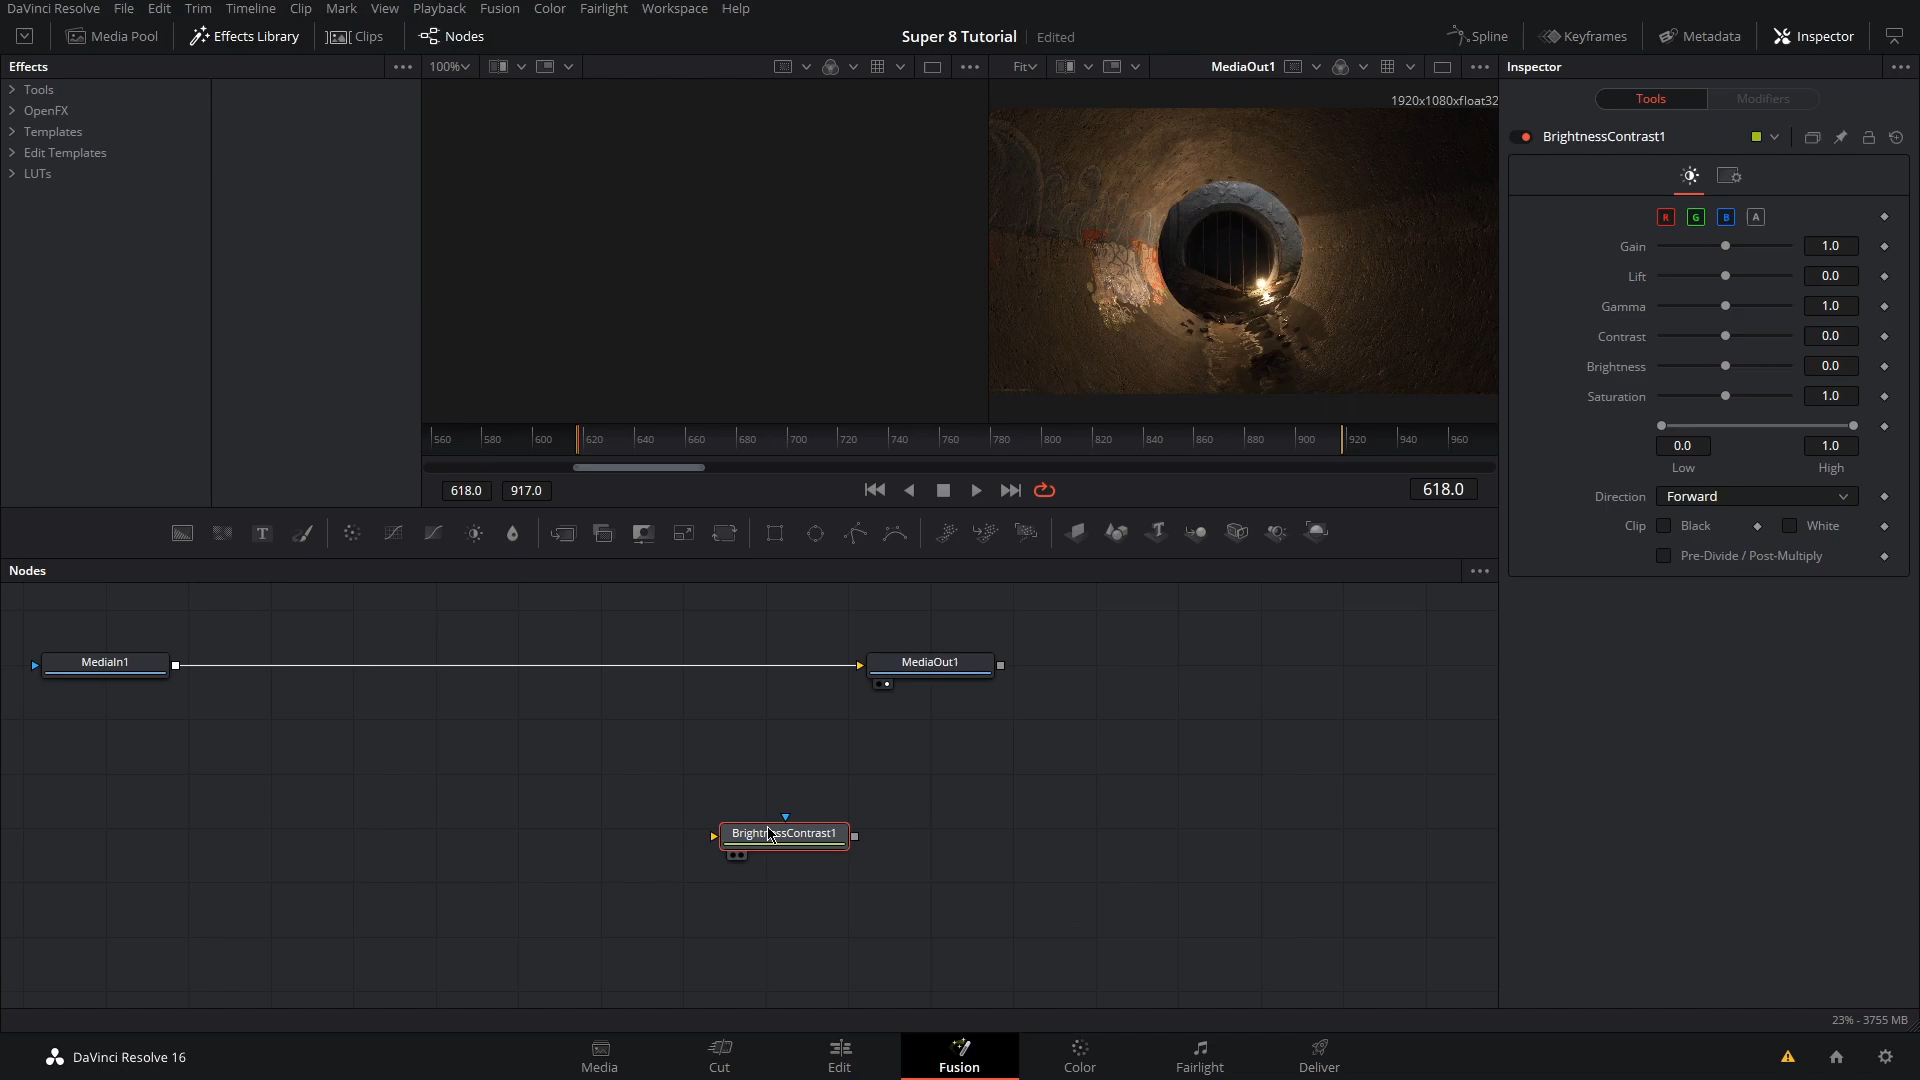 DaVinci Resolve File Edit Trim Timeline Clip Mark View Playback Fusion Color Fairlight Workspace Help
Media Pool Effects Library Clips Nodes Super 8 Tutorial Edited Spline Keyframes Metadata Inspector
Effects 100% Fit MediaOut1 Inspector
Tools
OpenFX
Templates
Edit Templates
LUTs
1920x1080xfloat32
Tools Modifiers
BrightnessContrast1
R G B A
Gain 1.0
Lift 0.0
Gamma 1.0
Contrast 0.0
Brightness 0.0
Saturation 1.0
0.0 1.0
Low High
Direction Forward
Clip Black White
Pre-Divide / Post-Multiply
560 580 600 620 640 660 680 700 720 740 760 780 800 820 840 860 880 900 920 940 960
618.0 917.0 618.0
T T
Nodes
MediaIn1 MediaOut1
BrightnessContrast1
23% - 3755 MB
DaVinci Resolve 16
Media Cut Edit Fusion Color Fairlight Deliver